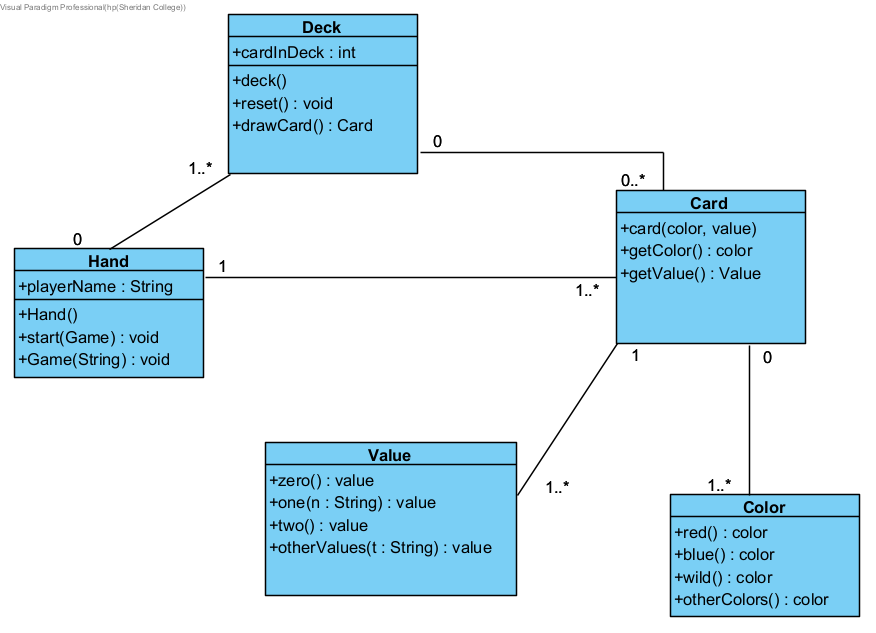 Visual Paradigm Professional(hp(Sheridan College))
Deck
+cardInDeck : int
+deck()
+reset() : void
+drawCard() : Card
0
1..*
0..*
Card
+card(color, value)
+getColor() : color
+getValue() : Value
0
Hand
+playerName : String
+Hand()
+start(Game) : void
+Game(String) : void
1
1..*
1
0
Value
+zero() : value
+one(n : String) : value
+two() : value
+otherValues(t : String) : value
1..*
1..*
Color
+red() : color
+blue() : color
+wild() : color
+otherColors() : color